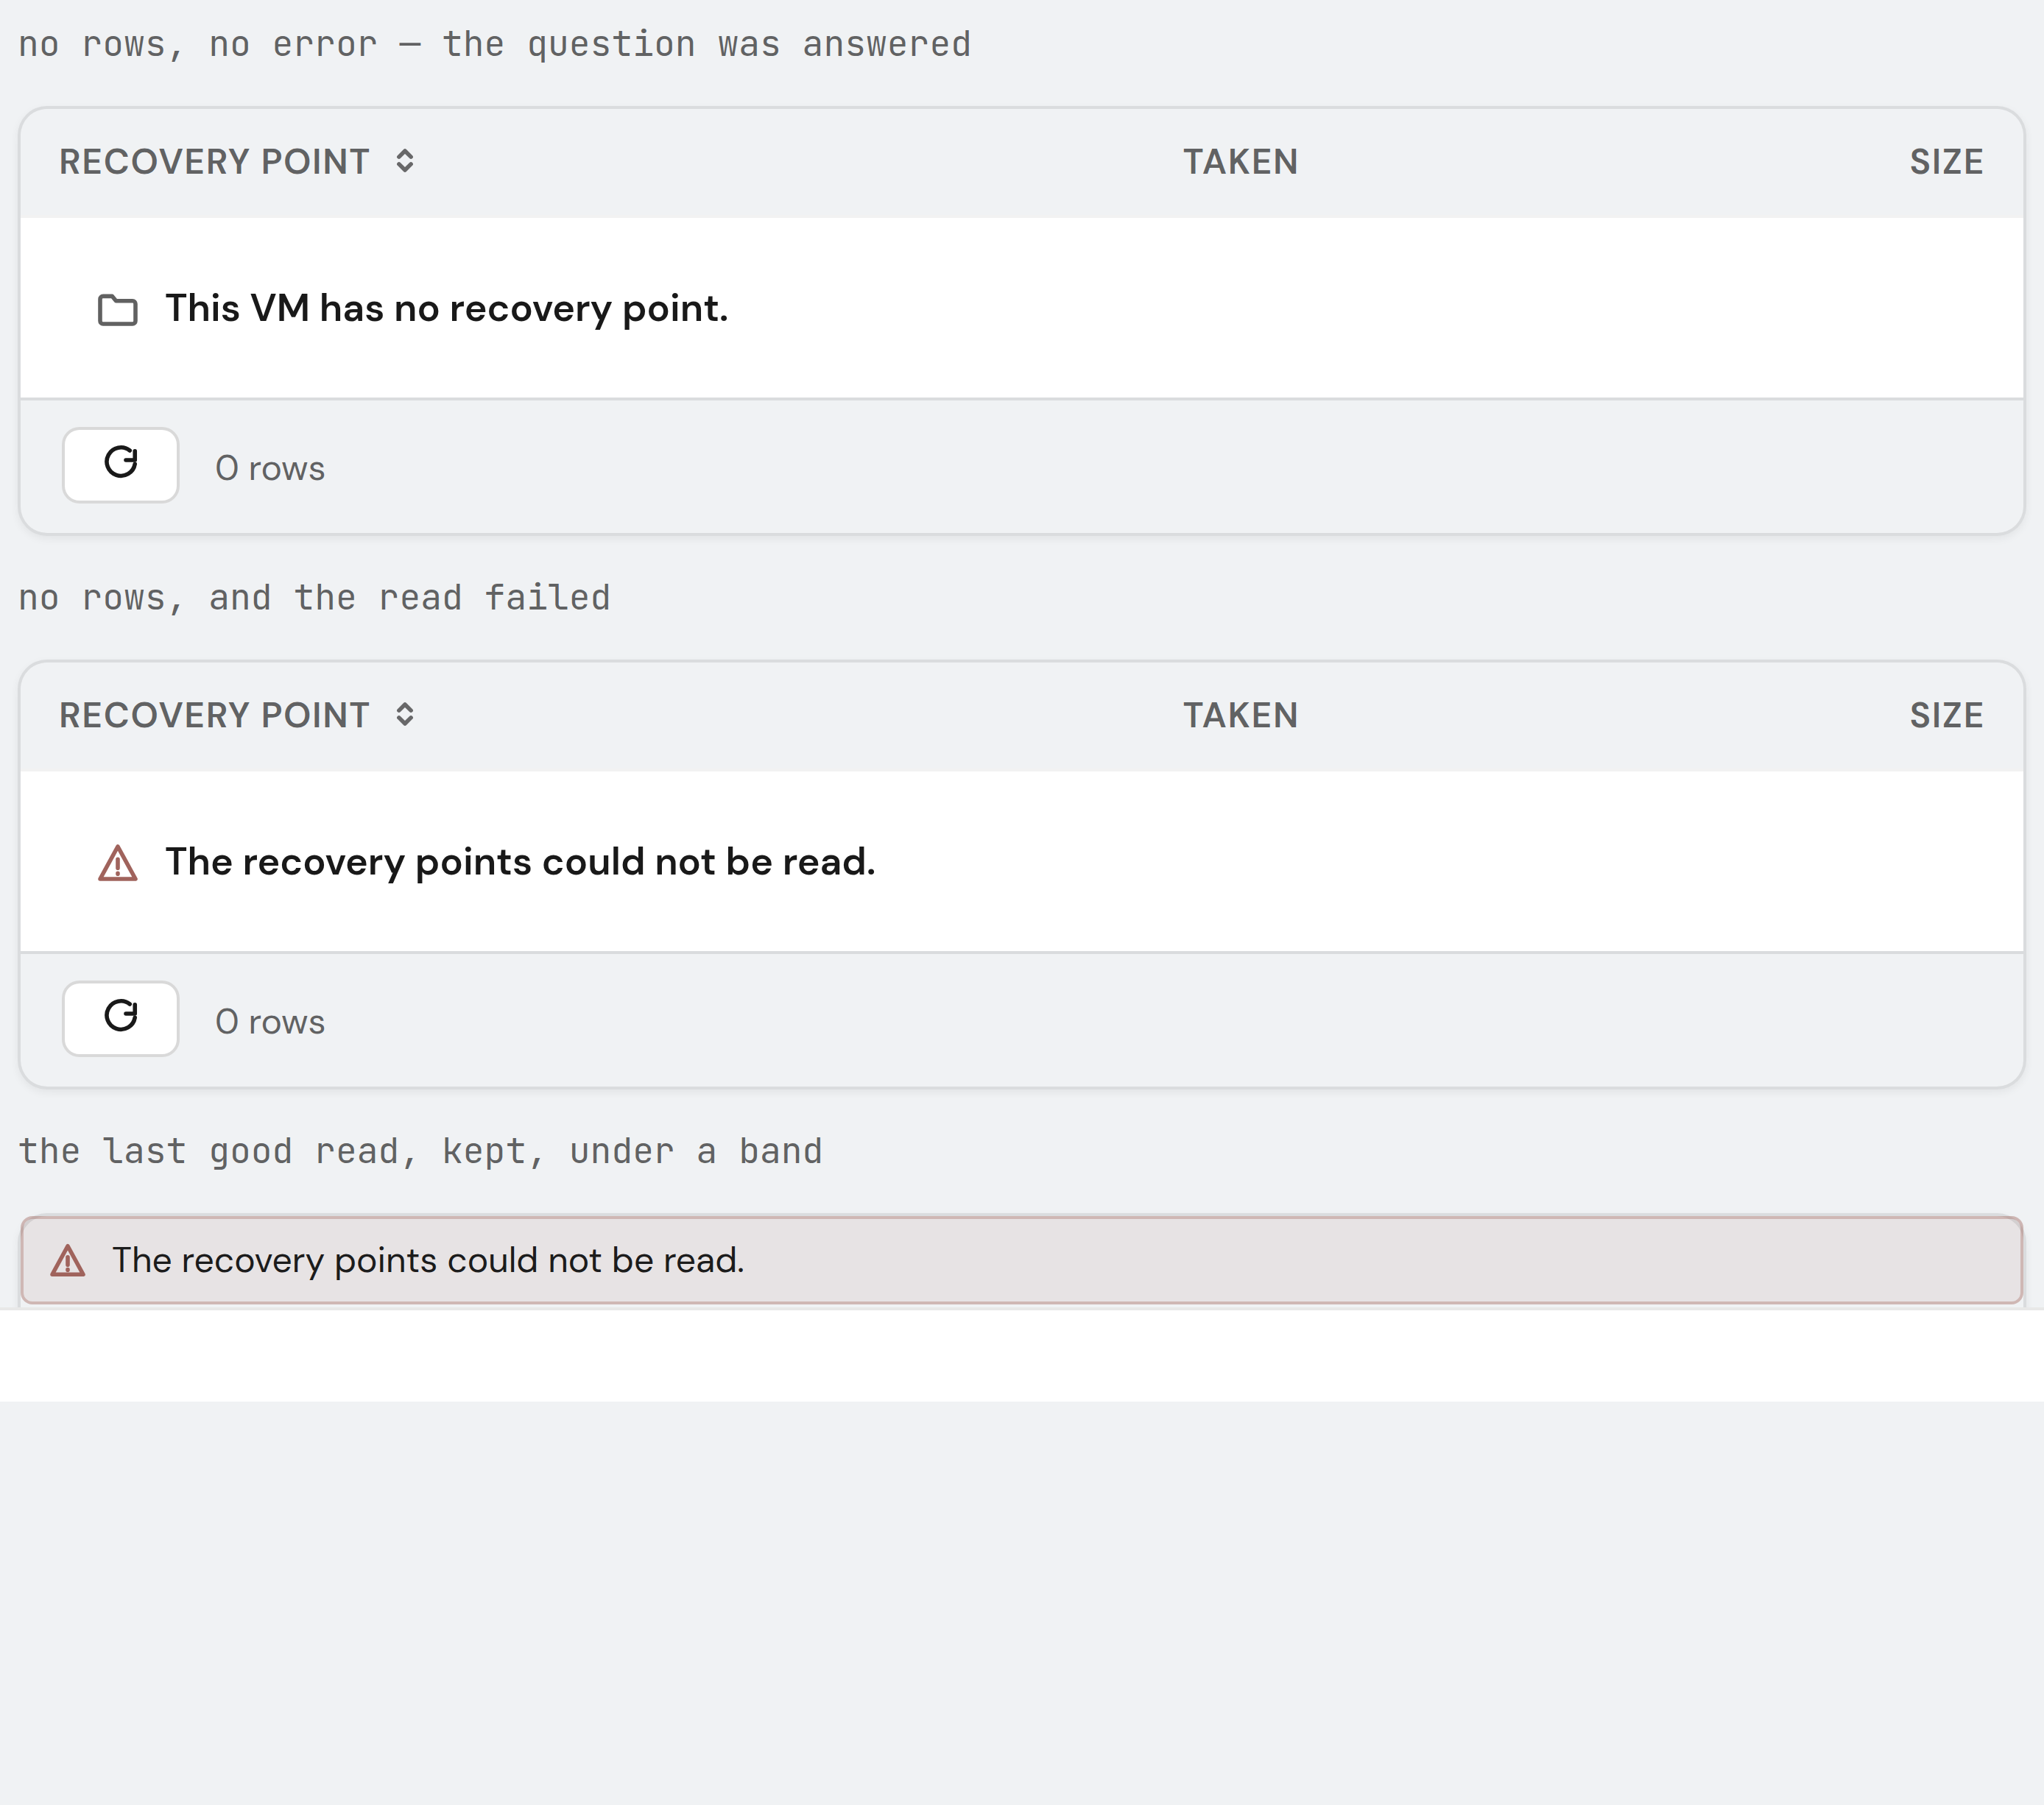 no rows, no error — the question was answered
RECOVERY POINT TAKEN SIZE
This VM has no recovery point.
0 rows
no rows, and the read failed
RECOVERY POINT TAKEN SIZE
The recovery points could not be read.
0 rows
the last good read, kept, under a band
The recovery points could not be read.